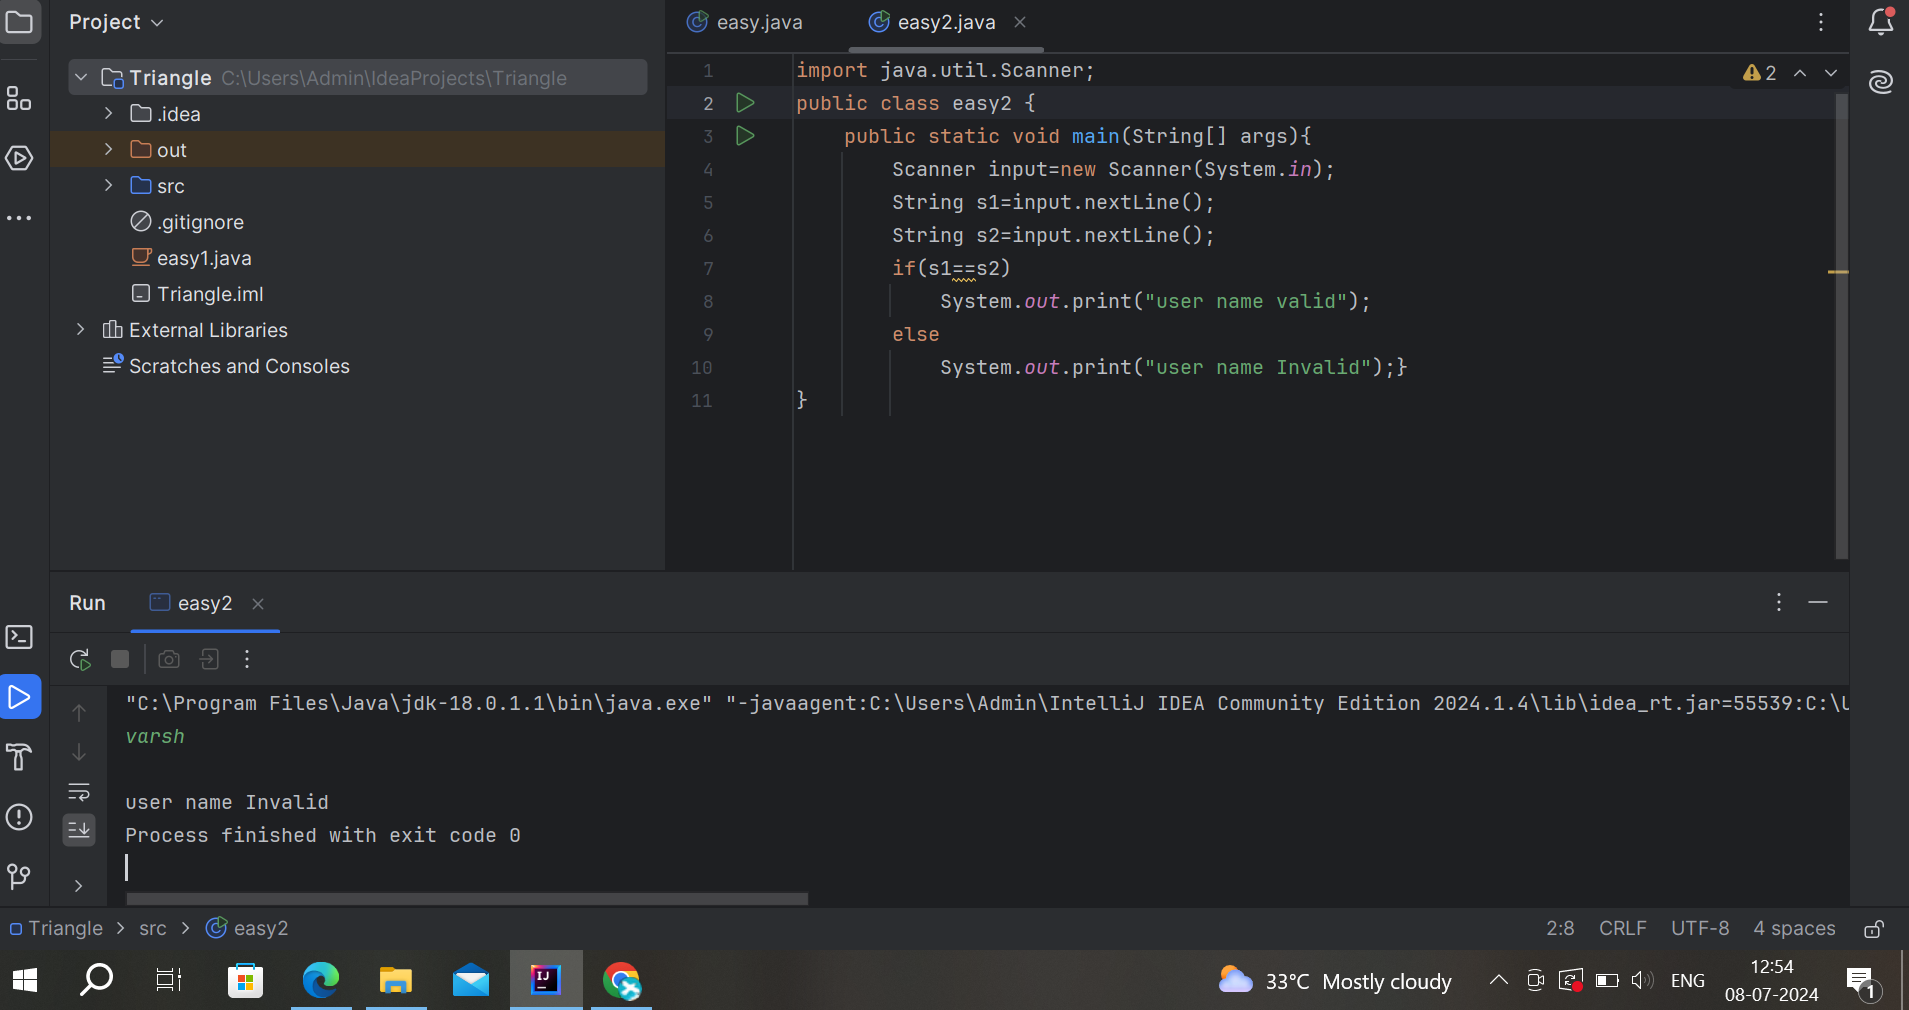 Project
easy.java
easy2.java
Triangle C:\Users\Admin\IdeaProjects\Triangle
.idea
out
src
.gitignore
easy1.java
Triangle.iml
External Libraries
Scratches and Consoles
2
1 import java.util.Scanner;
2 public class easy2 {
3 public static void main(String[] args){
4 Scanner input=new Scanner(System.in);
5 String s1=input.nextLine();
6 String s2=input.nextLine();
7 if(s1==s2)
8 System.out.print("user name valid");
9 else
10 System.out.print("user name Invalid");}
11 }
Run easy2
"C:\Program Files\Java\jdk-18.0.1.1\bin\java.exe" "-javaagent:C:\Users\Admin\IntelliJ IDEA Community Edition 2024.1.4\lib\idea_rt.jar=55539:C:\U
varsh
user name Invalid
Process finished with exit code 0
Triangle > src > easy2
2:8 CRLF UTF-8 4 spaces
IJ
33°C Mostly cloudy
ENG
12:54
08-07-2024
1